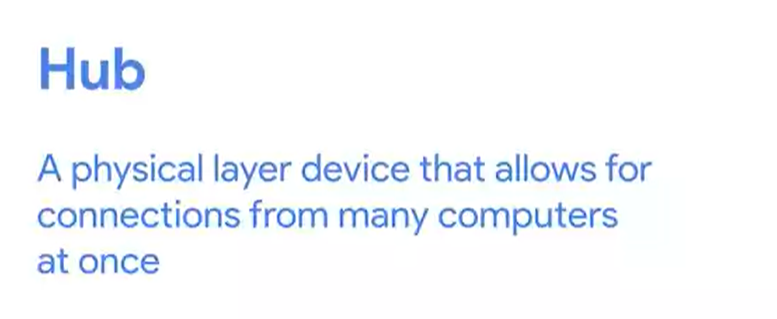 Hub
A physical layer device that allows for
connections from many computers
at once